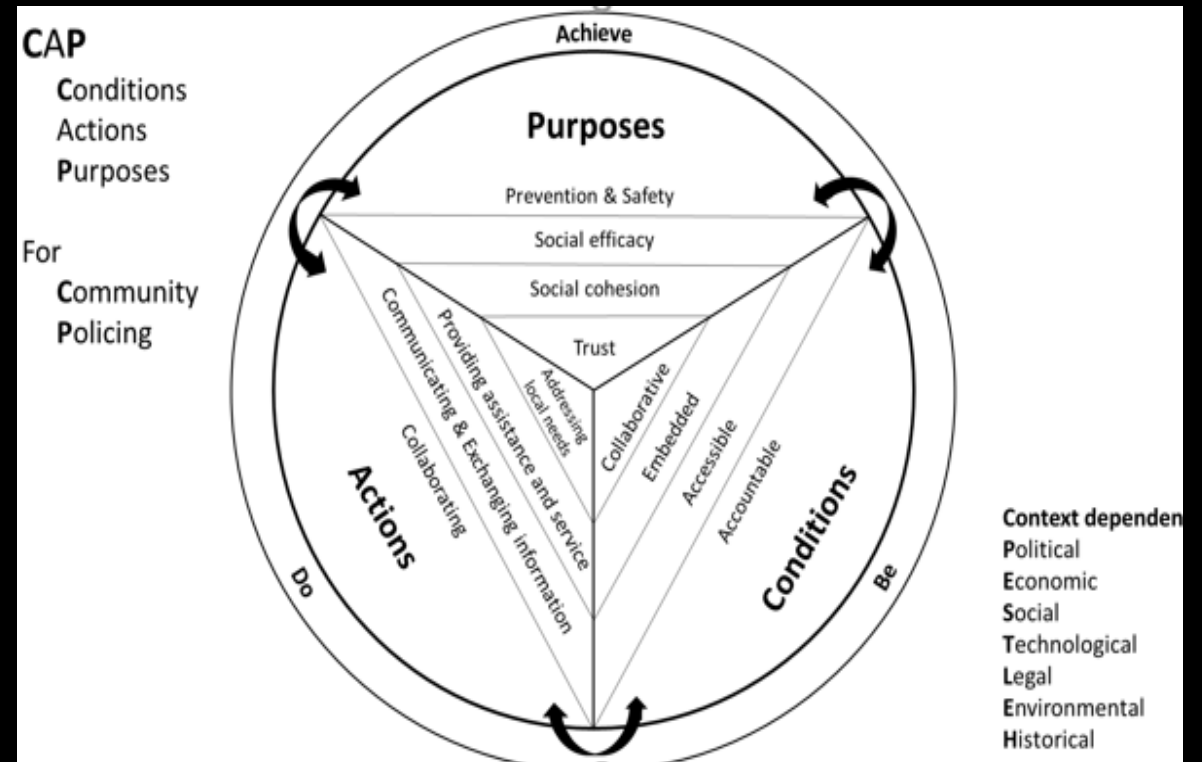 CAP
Conditions
Actions
Purposes
For
Community
Policing
Achieve
Purposes
Prevention & Safety
Social efficacy
Social cohesion
Trust
Addressing
local needs
Providing assistance and service
Communicating & Exchanging information
Collaborating
Actions
Do
Collaborative
Embedded
Accessible
Accountable
Conditions
Be
Context dependen
Political
Economic
Social
Technological
Legal
Environmental
Historical